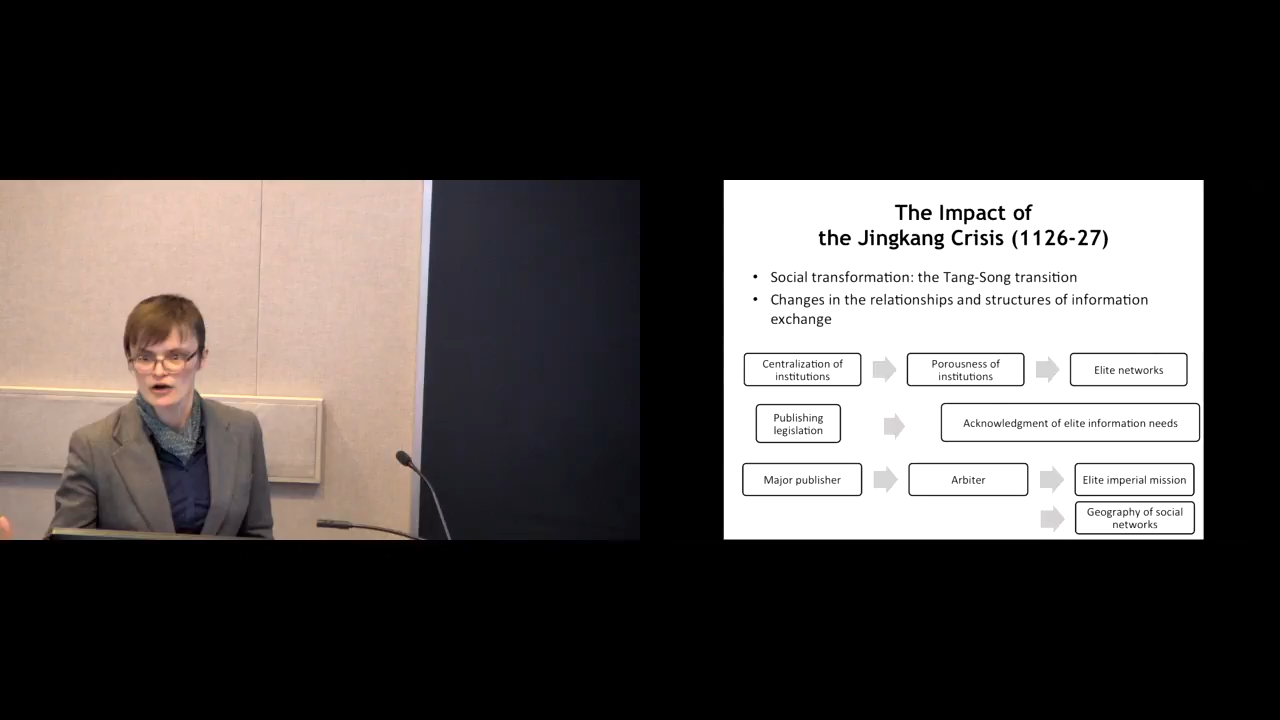 The Impact of
the Jingkang Crisis (1126-27)
• Social transformation: the Tang-Song transition
• Changes in the relationships and structures of information
exchange
Centralization of
institutions
Porousness of
institutions
Elite networks
Publishing
legislation
Acknowledgment of elite information needs
Major publisher
Arbiter
Elite imperial mission
Geography of social
networks